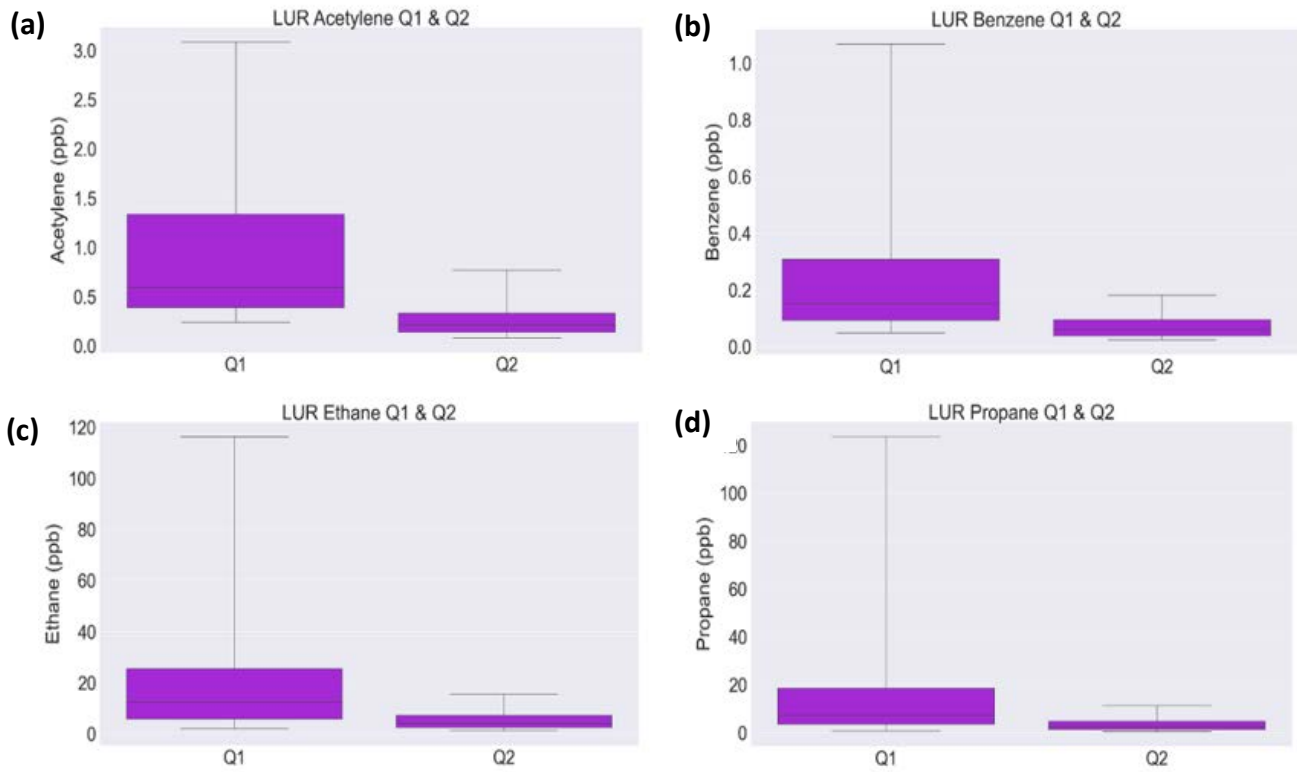 (a)
LUR Acetylene Q1 & Q2
Acetylene (ppb)
3.0
2.5
2.0
1.5
1.0
0.5
0.0
Q1
Q2
(b)
LUR Benzene Q1 & Q2
Benzene (ppb)
1.0
0.8
0.6
0.4
0.2
0.0
Q1
Q2
(c)
LUR Ethane Q1 & Q2
Ethane (ppb)
120
100
80
60
40
20
0
Q1
Q2
(d)
LUR Propane Q1 & Q2
Propane (ppb)
100
80
60
40
20
0
Q1
Q2